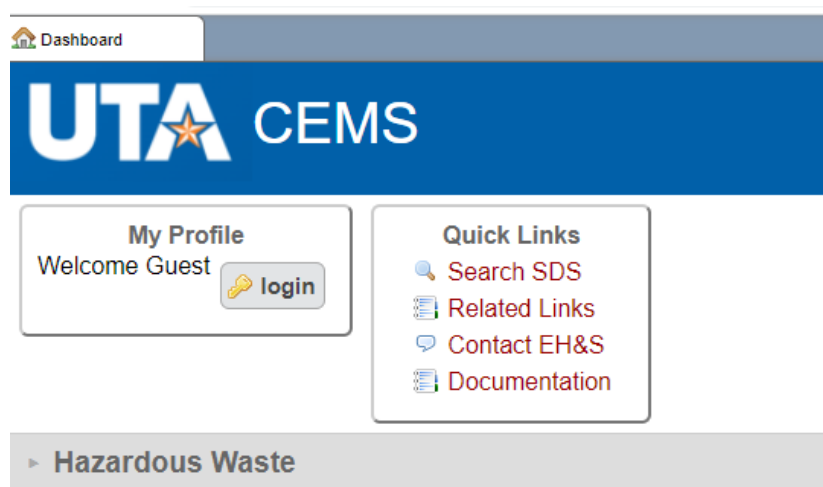 Dashboard
UTA CEMS
My Profile
Welcome Guest
login
Quick Links
Search SDS
Related Links
Contact EH&S
Documentation
Hazardous Waste